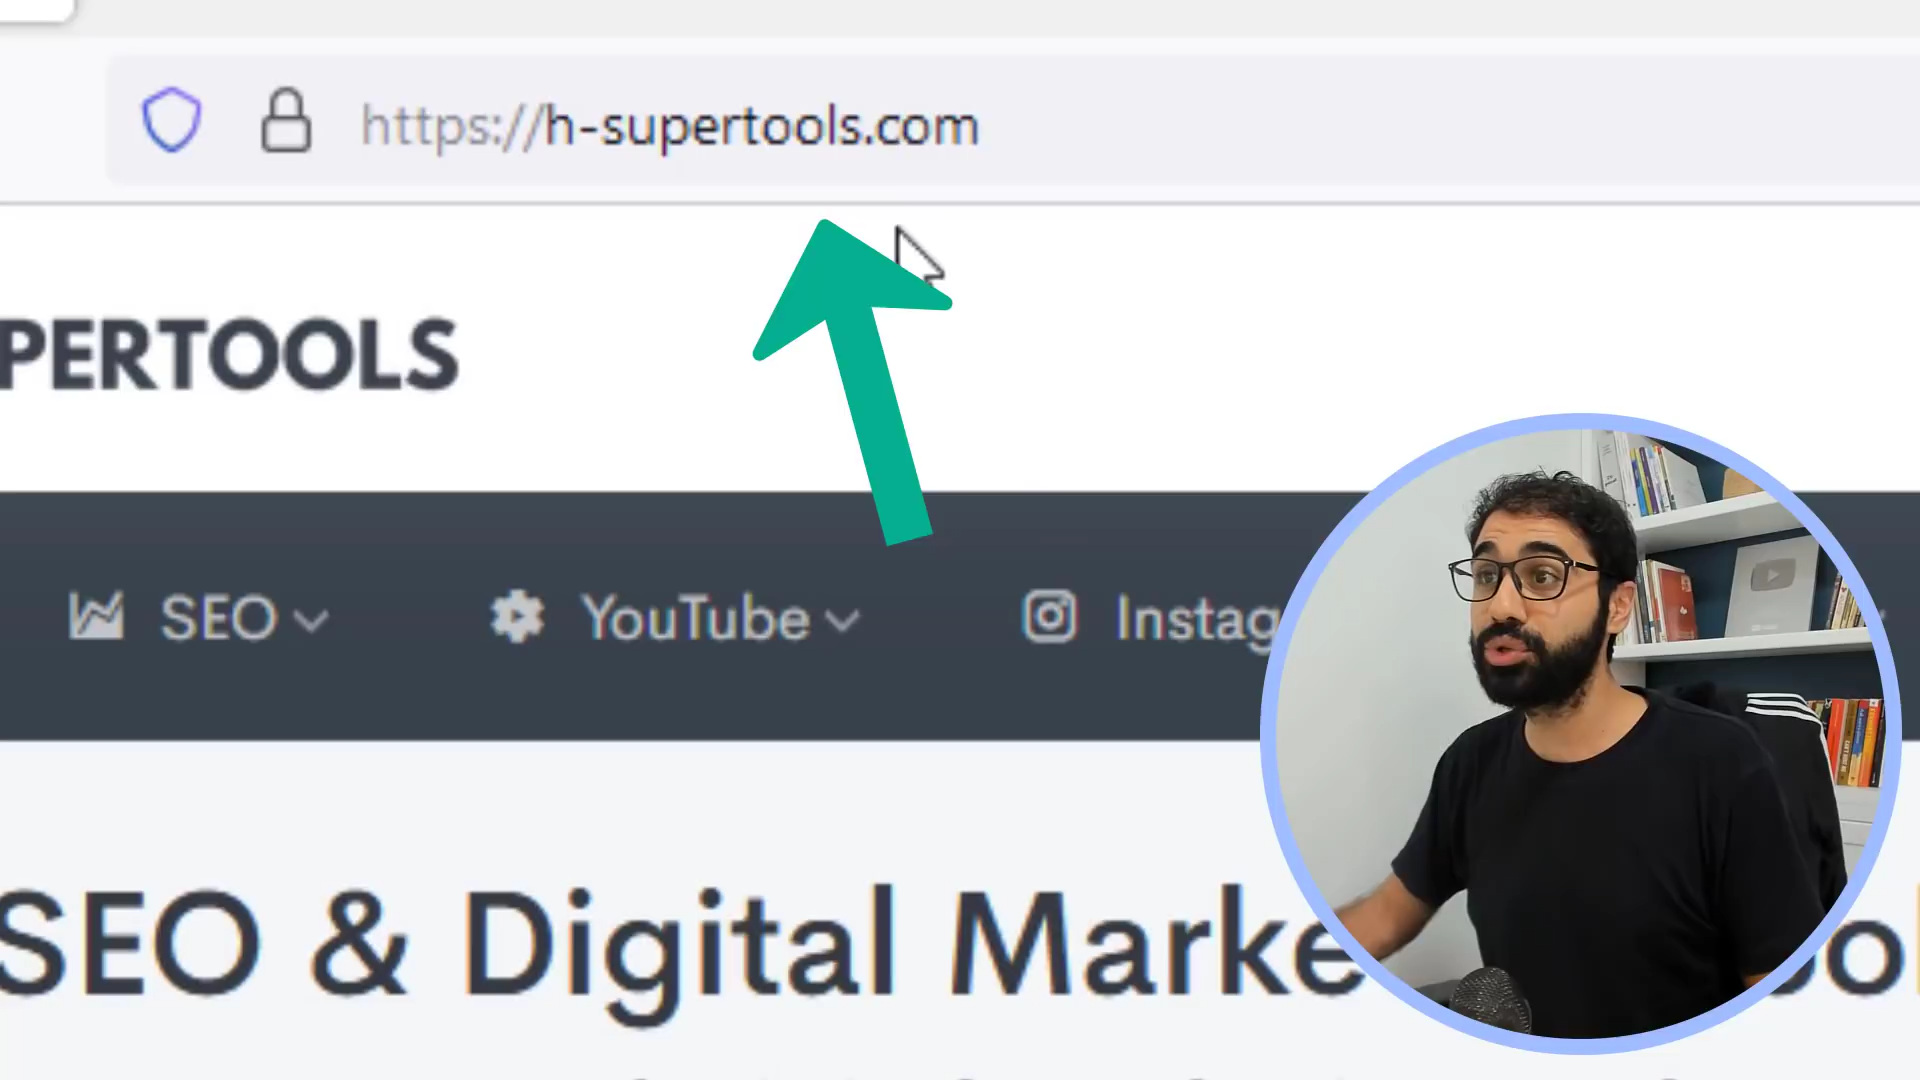 https://h-supertools.com
PERTOOLS
SEO
YouTube
Instag
SEO & Digital Marke